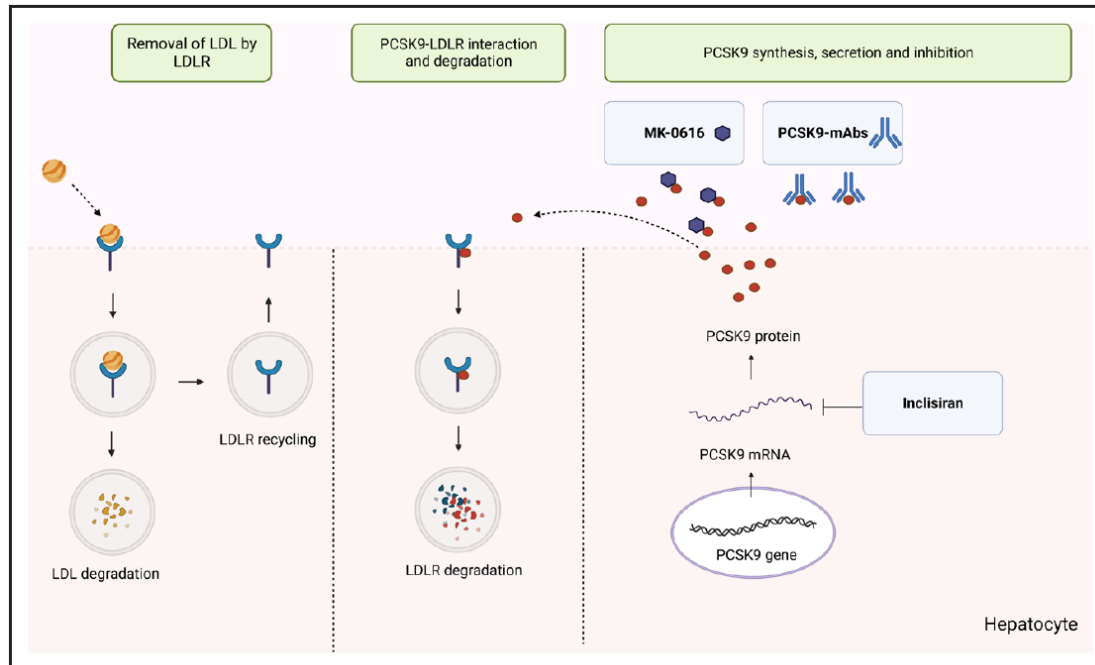 Removal of LDL by
LDLR
PCSK9-LDLR interaction
and degradation
PCSK9 synthesis, secretion and inhibition
MK-0616
PCSK9-mAbs
PCSK9 protein
Inclisiran
LDLR recycling
PCSK9 mRNA
PCSK9 gene
LDL degradation
LDLR degradation
Hepatocyte